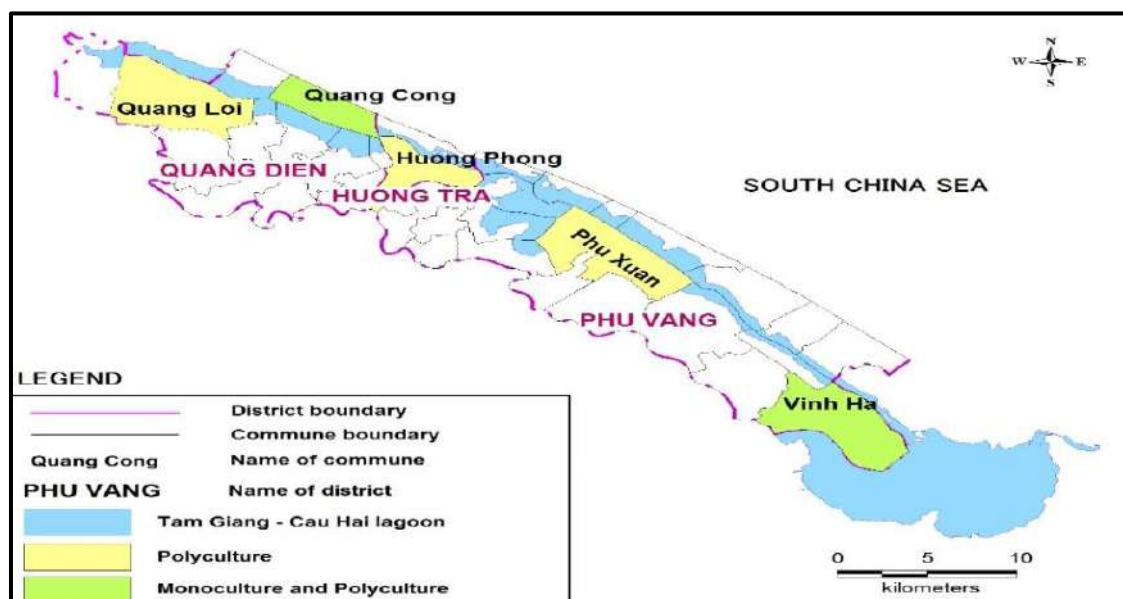 N
W E
S
Quang Cong
Quang Loi
Huong Phong
QUANG DIEN
SOUTH CHINA SEA
HUONG TRA
Phu Xuan
PHU VANG
Vinh Ha
LEGEND
District boundary
Commune boundary
Quang Cong Name of commune
PHU VANG Name of district
Tam Giang - Cau Hai lagoon
Polyculture
Monoculture and Polyculture
0 5 10
kilometers